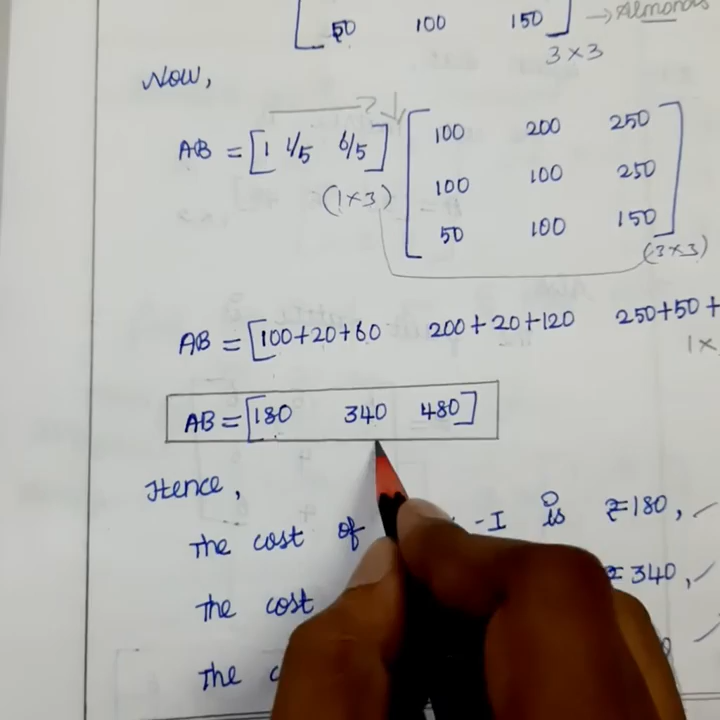 50 100 150 → Almonds
3×3
Now,
AB = [1 1/5 6/5] [100 200 250
100 100 250
50 100 150]
(1×3) (3×3)
AB = [100+20+60 200+20+120 250+50+
1×
AB = [180 340 480]
Hence,
The cost of -I is ₹180,
The cost ₹340,
The